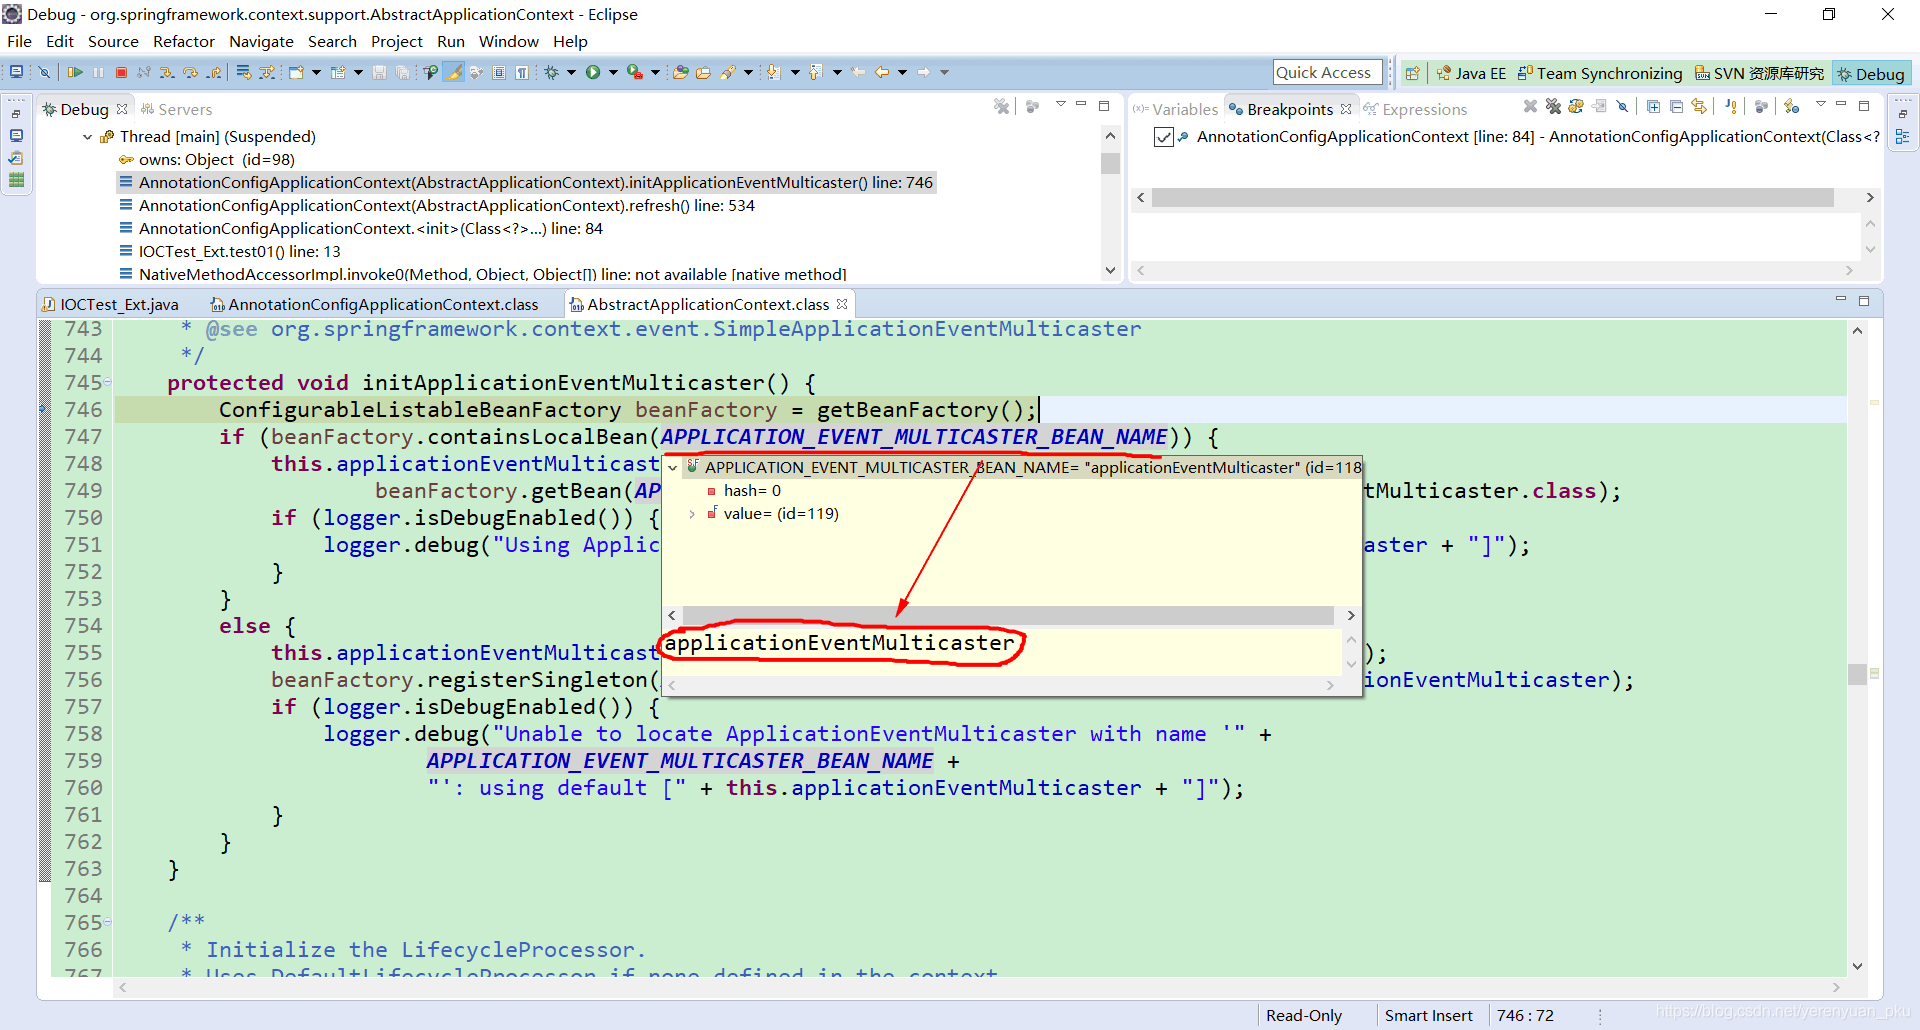 Debug - org.springframework.context.support.AbstractApplicationContext - Eclipse
File Edit Source Refactor Navigate Search Project Run Window Help
Quick Access
Java EE
Team Synchronizing
SVN 资源库研究
Debug
Debug
Servers
Thread [main] (Suspended)
owns: Object (id=98)
AnnotationConfigApplicationContext(AbstractApplicationContext).initApplicationEventMulticaster() line: 746
AnnotationConfigApplicationContext(AbstractApplicationContext).refresh() line: 534
AnnotationConfigApplicationContext.<init>(Class<?>...) line: 84
IOCTest_Ext.test01() line: 13
NativeMethodAccessorImpl.invoke0(Method, Object, Object[]) line: not available [native method]
(x)= Variables
Breakpoints
Expressions
AnnotationConfigApplicationContext [line: 84] - AnnotationConfigApplicationContext(Class<?
IOCTest_Ext.java
AnnotationConfigApplicationContext.class
AbstractApplicationContext.class
743 * @see org.springframework.context.event.SimpleApplicationEventMulticaster
744 */
745 protected void initApplicationEventMulticaster() {
746 ConfigurableListableBeanFactory beanFactory = getBeanFactory();
747 if (beanFactory.containsLocalBean(APPLICATION_EVENT_MULTICASTER_BEAN_NAME)) {
748 this.applicationEventMulticast
749 beanFactory.getBean(AP tMulticaster.class);
750 if (logger.isDebugEnabled()) {
751 logger.debug("Using Applic aster + "]");
752 }
753 }
754 else {
755 this.applicationEventMulticast );
756 beanFactory.registerSingleton( ionEventMulticaster);
757 if (logger.isDebugEnabled()) {
758 logger.debug("Unable to locate ApplicationEventMulticaster with name '" +
759 APPLICATION_EVENT_MULTICASTER_BEAN_NAME +
760 "': using default [" + this.applicationEventMulticaster + "]");
761 }
762 }
763 }
764
765 /**
766 * Initialize the LifecycleProcessor.
767 * Uses DefaultLifecycleProcessor if none defined in the context
APPLICATION_EVENT_MULTICASTER_BEAN_NAME= "applicationEventMulticaster" (id=118
hash= 0
value= (id=119)
applicationEventMulticaster
Read-Only
Smart Insert
746 : 72
https://blog.csdn.net/yerenyuan_pku